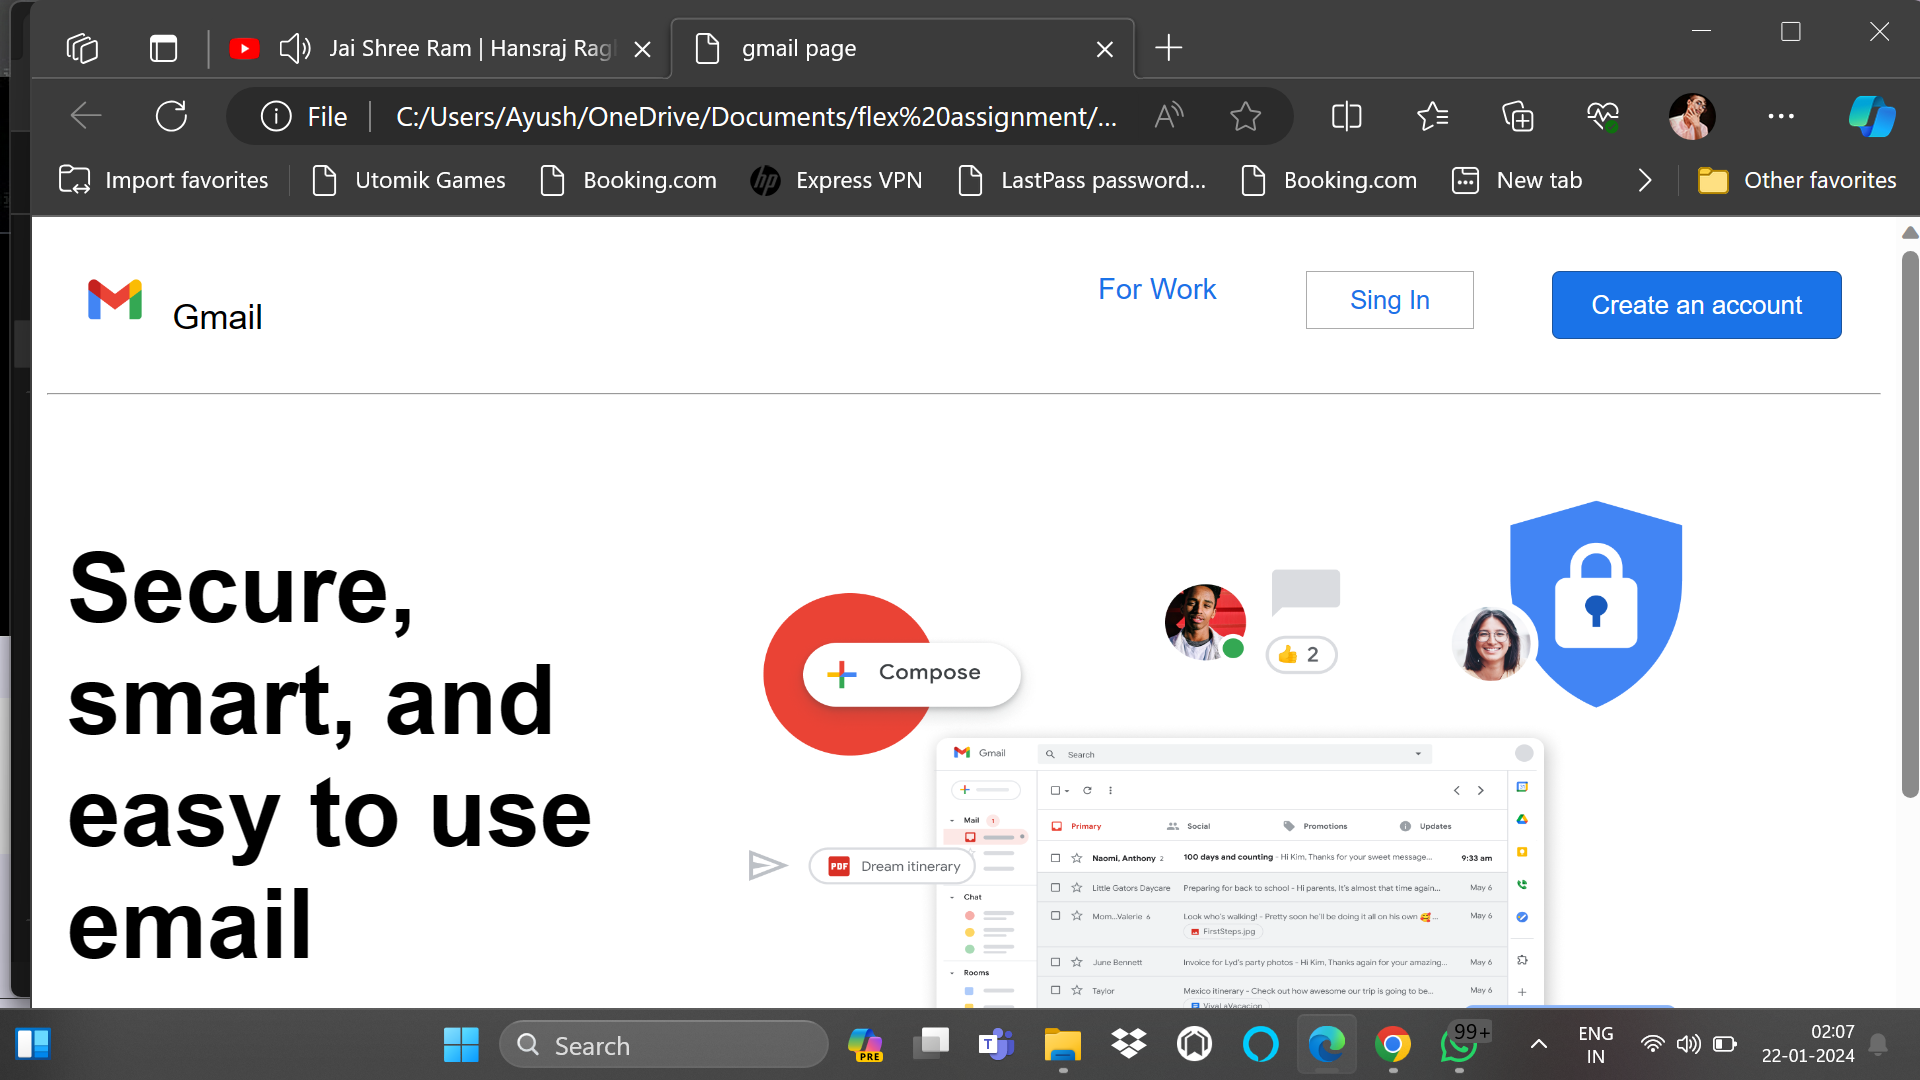 Jai Shree Ram | Hansraj Ragl
gmail page
File
C:/Users/Ayush/OneDrive/Documents/flex%20assignment/...
Import favorites
Utomik Games
Booking.com
Express VPN
LastPass password...
Booking.com
New tab
Other favorites
Gmail
For Work
Sing In
Create an account
Secure,
smart, and
easy to use
email
Compose
👍 2
Gmail
Search
Mail 1
Primary
Social
Promotions
Updates
Naomi, Anthony 2
100 days and counting - Hi Kim, Thanks for your sweet message...
9:33 am
PDF Dream itinerary
Little Gators Daycare
Preparing for back to school - Hi parents, It's almost that time again...
May 6
Chat
Mom...Valerie 6
Look who's walking! - Pretty soon he'll be doing it all on his own 🥰...
May 6
FirstSteps.jpg
June Bennett
Invoice for Lyd's party photos - Hi Kim, Thanks again for your amazing...
May 6
Rooms
Taylor
Mexico itinerary - Check out how awesome our trip is going to be...
May 6
VivaLaVacacion
Search
PRE
T
99+
ENG
IN
02:07
22-01-2024